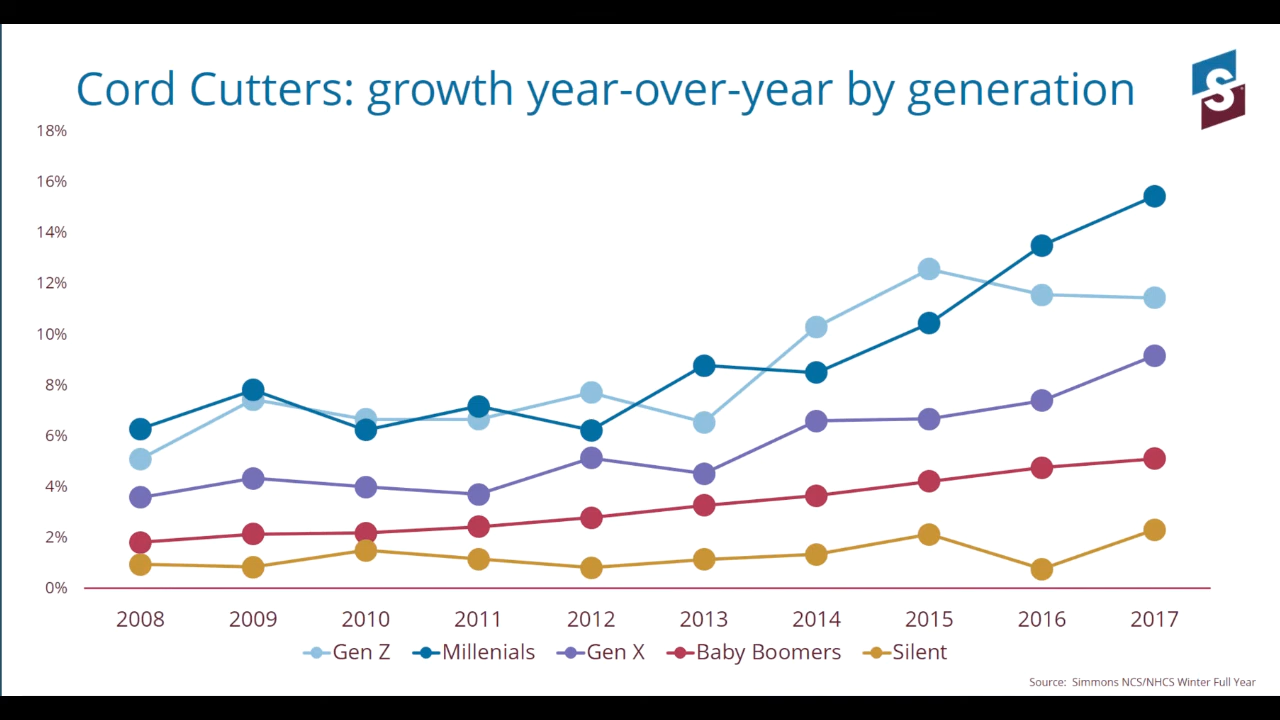 Cord Cutters: growth year-over-year by generation
S
18%
16%
14%
12%
10%
8%
6%
4%
2%
0%
2008 2009 2010 2011 2012 2013 2014 2015 2016 2017
Gen Z Millenials Gen X Baby Boomers Silent
Source: Simmons NCS/NHCS Winter Full Year